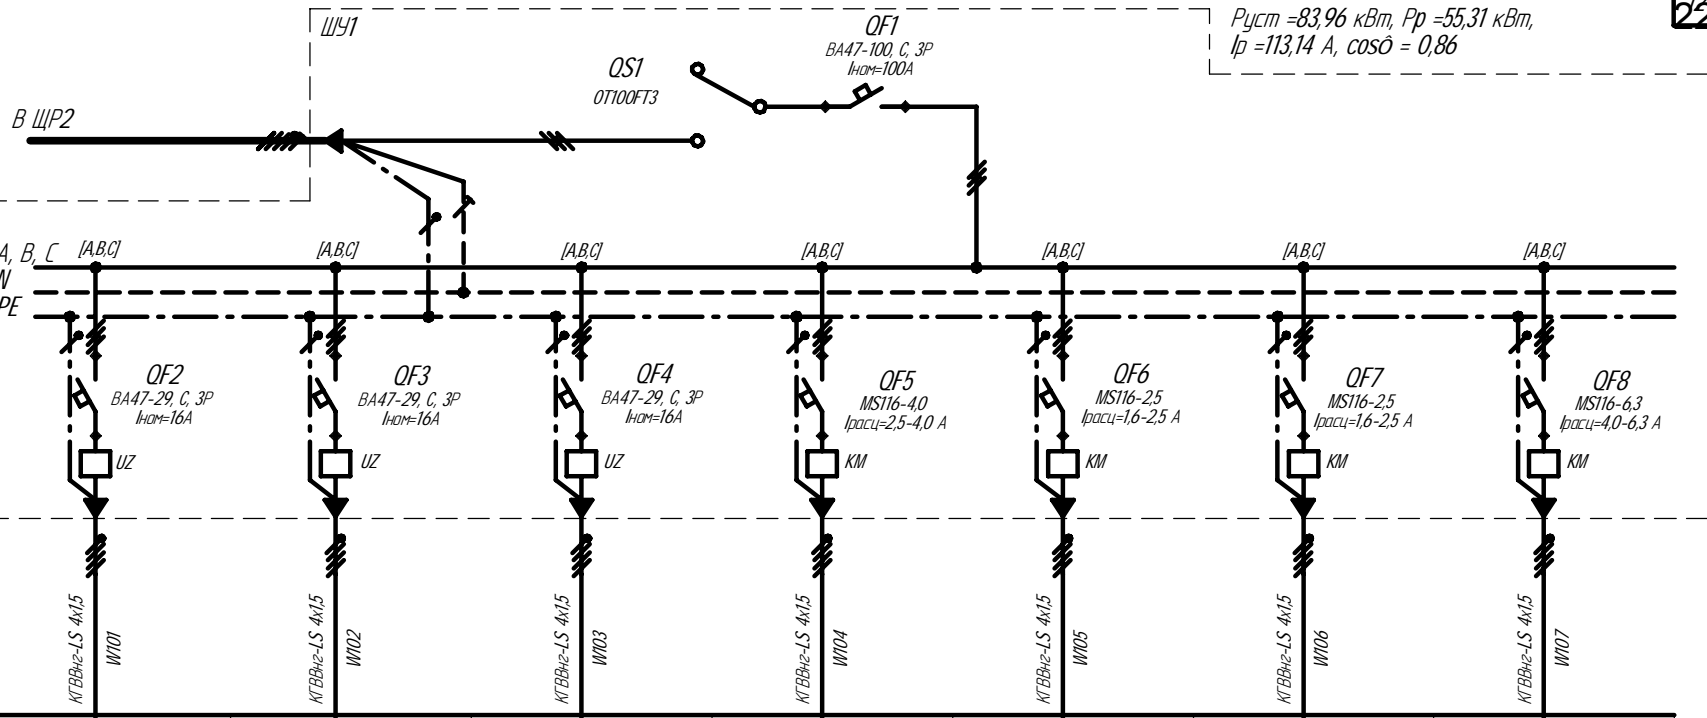 ШУ1
QF1
ВА47-100, С, 3Р
Iном=100А
Руст =83,96 кВт, Рр =55,31 кВт,
Iр =113,14 А, cosô = 0,86
QS1
OT100FT3
В ЩР2
А, В, С
N
PE
[A,B,C]
[A,B,C]
[A,B,C]
[A,B,C]
[A,B,C]
[A,B,C]
[A,B,C]
QF2
ВА47-29, С, 3Р
Iном=16А
UZ
QF3
ВА47-29, С, 3Р
Iном=16А
UZ
QF4
ВА47-29, С, 3Р
Iном=16А
UZ
QF5
MS116-4,0
Iрасц=2,5-4,0 А
KM
QF6
MS116-2,5
Iрасц=1,6-2,5 А
KM
QF7
MS116-2,5
Iрасц=1,6-2,5 А
KM
QF8
MS116-6,3
Iрасц=4,0-6,3 А
KM
КГВВнг-LS 4x1,5
W101
КГВВнг-LS 4x1,5
W102
КГВВнг-LS 4x1,5
W103
КГВВнг-LS 4x1,5
W104
КГВВнг-LS 4x1,5
W105
КГВВнг-LS 4x1,5
W106
КГВВнг-LS 4x1,5
W107